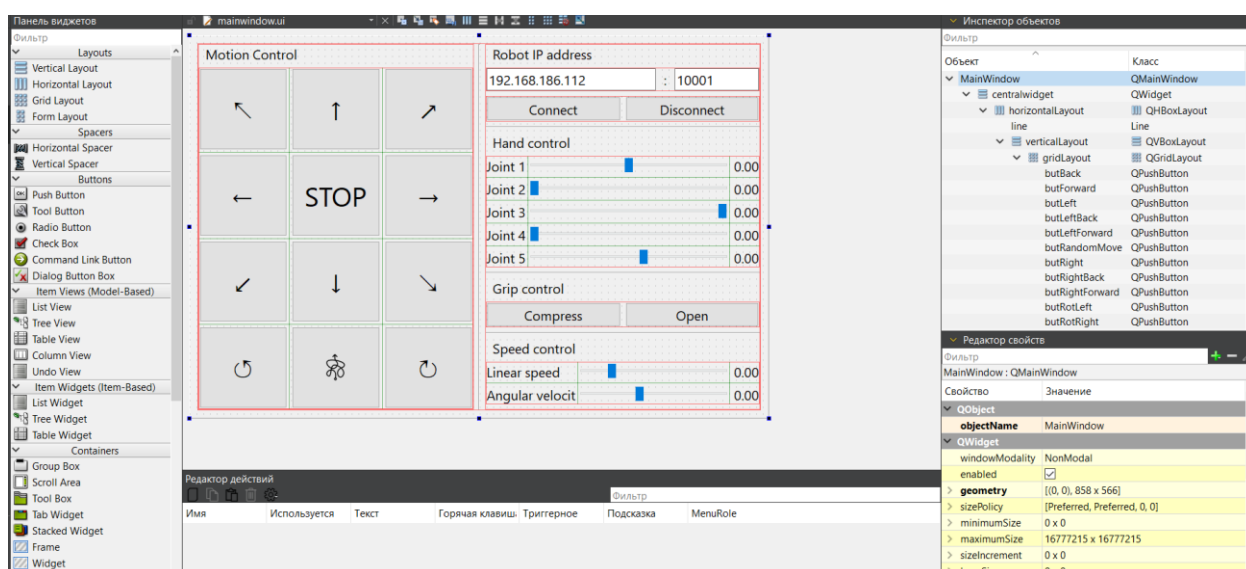 Панель виджетов
Фильтр
Layouts
Vertical Layout
Horizontal Layout
Grid Layout
Form Layout
Spacers
Horizontal Spacer
Vertical Spacer
Buttons
Push Button
Tool Button
Radio Button
Check Box
Command Link Button
Dialog Button Box
Item Views (Model-Based)
List View
Tree View
Table View
Column View
Undo View
Item Widgets (Item-Based)
List Widget
Tree Widget
Table Widget
Containers
Group Box
Scroll Area
Tool Box
Tab Widget
Stacked Widget
Frame
Widget
mainwindow.ui
Motion Control
↖ ↑ ↗
← STOP →
↙ ↓ ↘
Robot IP address
192.168.186.112 : 10001
Connect Disconnect
Hand control
Joint 1 0.00
Joint 2 0.00
Joint 3 0.00
Joint 4 0.00
Joint 5 0.00
Grip control
Compress Open
Speed control
Linear speed 0.00
Angular velocit 0.00
Редактор действий
Фильтр
Имя Используется Текст Горячая клавиш Триггерное Подсказка MenuRole
Инспектор объектов
Фильтр
Объект Класс
MainWindow QMainWindow
centralwidget QWidget
horizontalLayout QHBoxLayout
line Line
verticalLayout QVBoxLayout
gridLayout QGridLayout
butBack QPushButton
butForward QPushButton
butLeft QPushButton
butLeftBack QPushButton
butLeftForward QPushButton
butRandomMove QPushButton
butRight QPushButton
butRightBack QPushButton
butRightForward QPushButton
butRotLeft QPushButton
butRotRight QPushButton
Редактор свойств
Фильтр
MainWindow : QMainWindow
Свойство Значение
QObject
objectName MainWindow
QWidget
windowModality NonModal
enabled
geometry [(0, 0), 858 x 566]
sizePolicy [Preferred, Preferred, 0, 0]
minimumSize 0 x 0
maximumSize 16777215 x 16777215
sizeIncrement 0 x 0